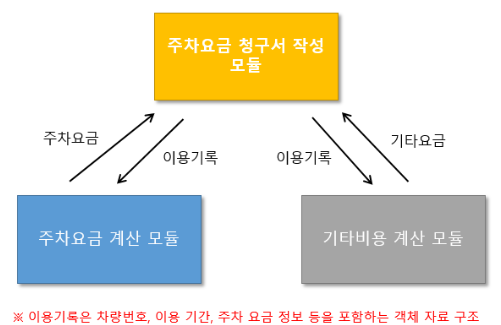 주차요금 청구서 작성
모듈
주차요금
이용기록
이용기록
기타요금
주차요금 계산 모듈
기타비용 계산 모듈
※ 이용기록은 차량번호, 이용 기간, 주차 요금 정보 등을 포함하는 객체 자료 구조